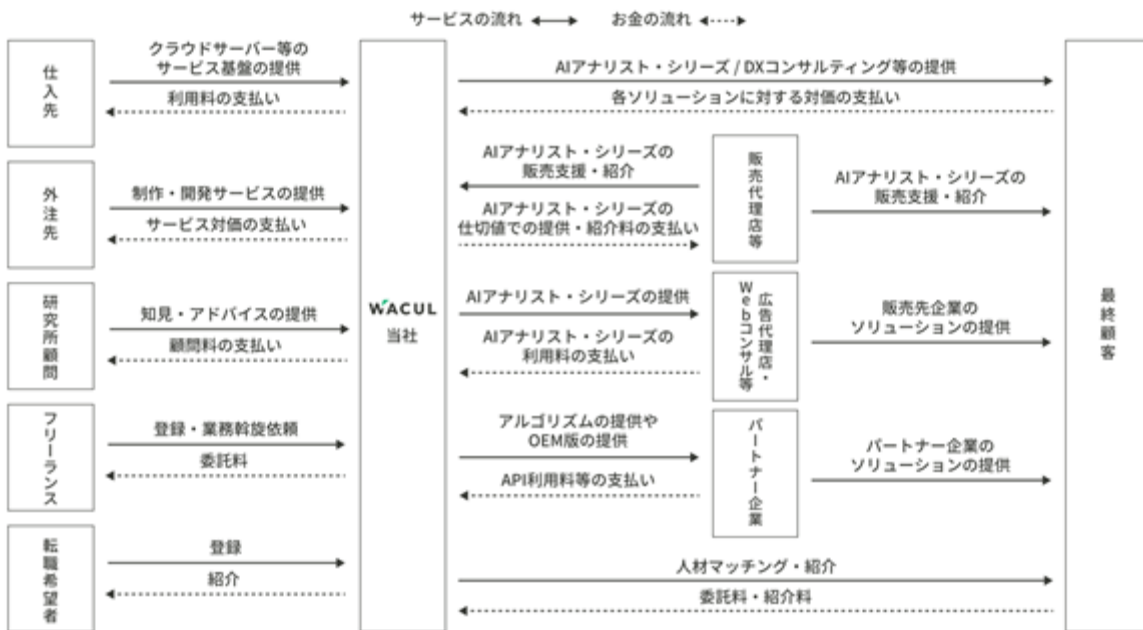 サービスの流れ
お金の流れ
仕入先
クラウドサーバー等の
サービス基盤の提供
利用料の支払い
外注先
制作・開発サービスの提供
サービス対価の支払い
研究所顧問
知見・アドバイスの提供
顧問料の支払い
フリーランス
登録・業務斡旋依頼
委託料
転職希望者
登録
紹介
WACUL
当社
AIアナリスト・シリーズ / DXコンサルティング等の提供
各ソリューションに対する対価の支払い
AIアナリスト・シリーズの
販売支援・紹介
AIアナリスト・シリーズの
仕切値での提供・紹介料の支払い
販売代理店等
AIアナリスト・シリーズの
販売支援・紹介
AIアナリスト・シリーズの提供
AIアナリスト・シリーズの
利用料の支払い
広告代理店・
Webコンサル等
販売先企業の
ソリューションの提供
アルゴリズムの提供や
OEM版の提供
API利用料等の支払い
パートナー企業
パートナー企業の
ソリューションの提供
人材マッチング・紹介
委託料・紹介料
最終顧客